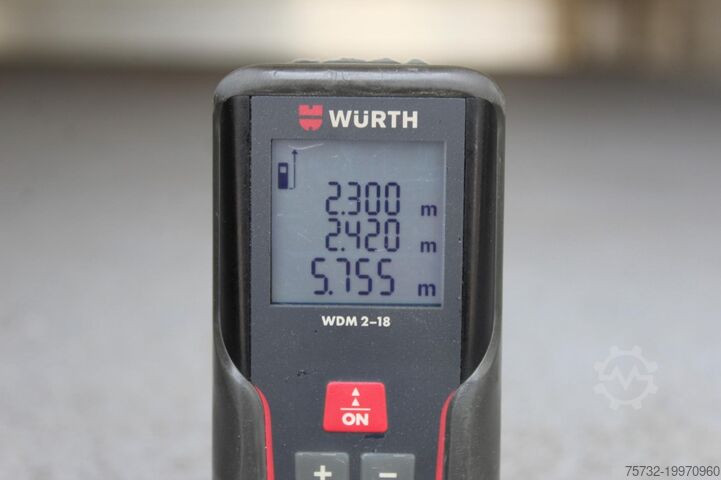 WÜRTH
2.300 m
2.420 m
5.755 m
WDM 2-18
ON
+ −
75732-19970960